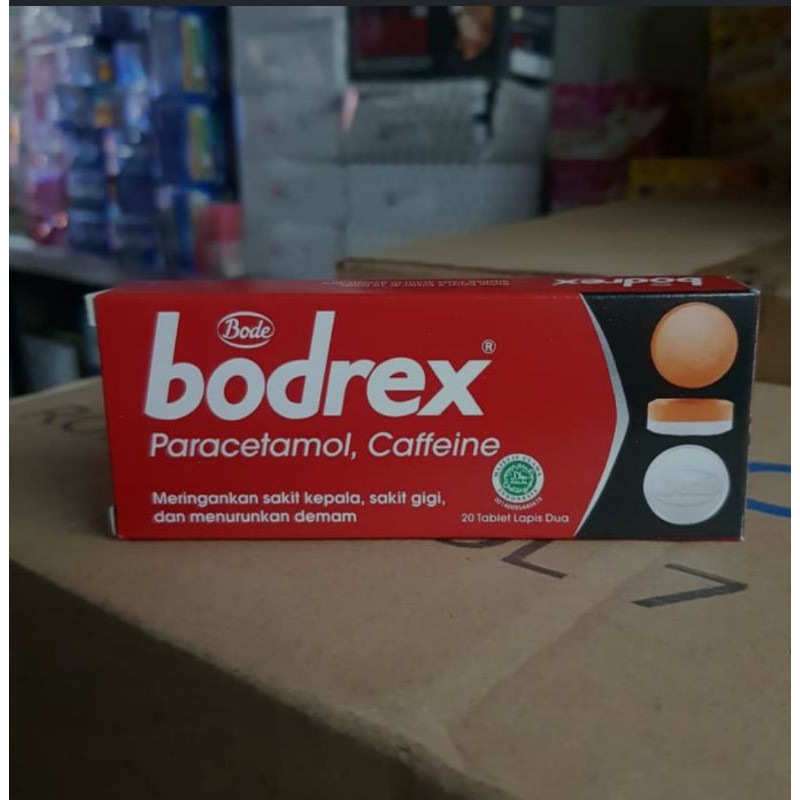 Bode
bodrex®
Paracetamol, Caffeine
Meringankan sakit kepala, sakit gigi,
dan menurunkan demam
20 Tablet Lapis Dua
bodrex